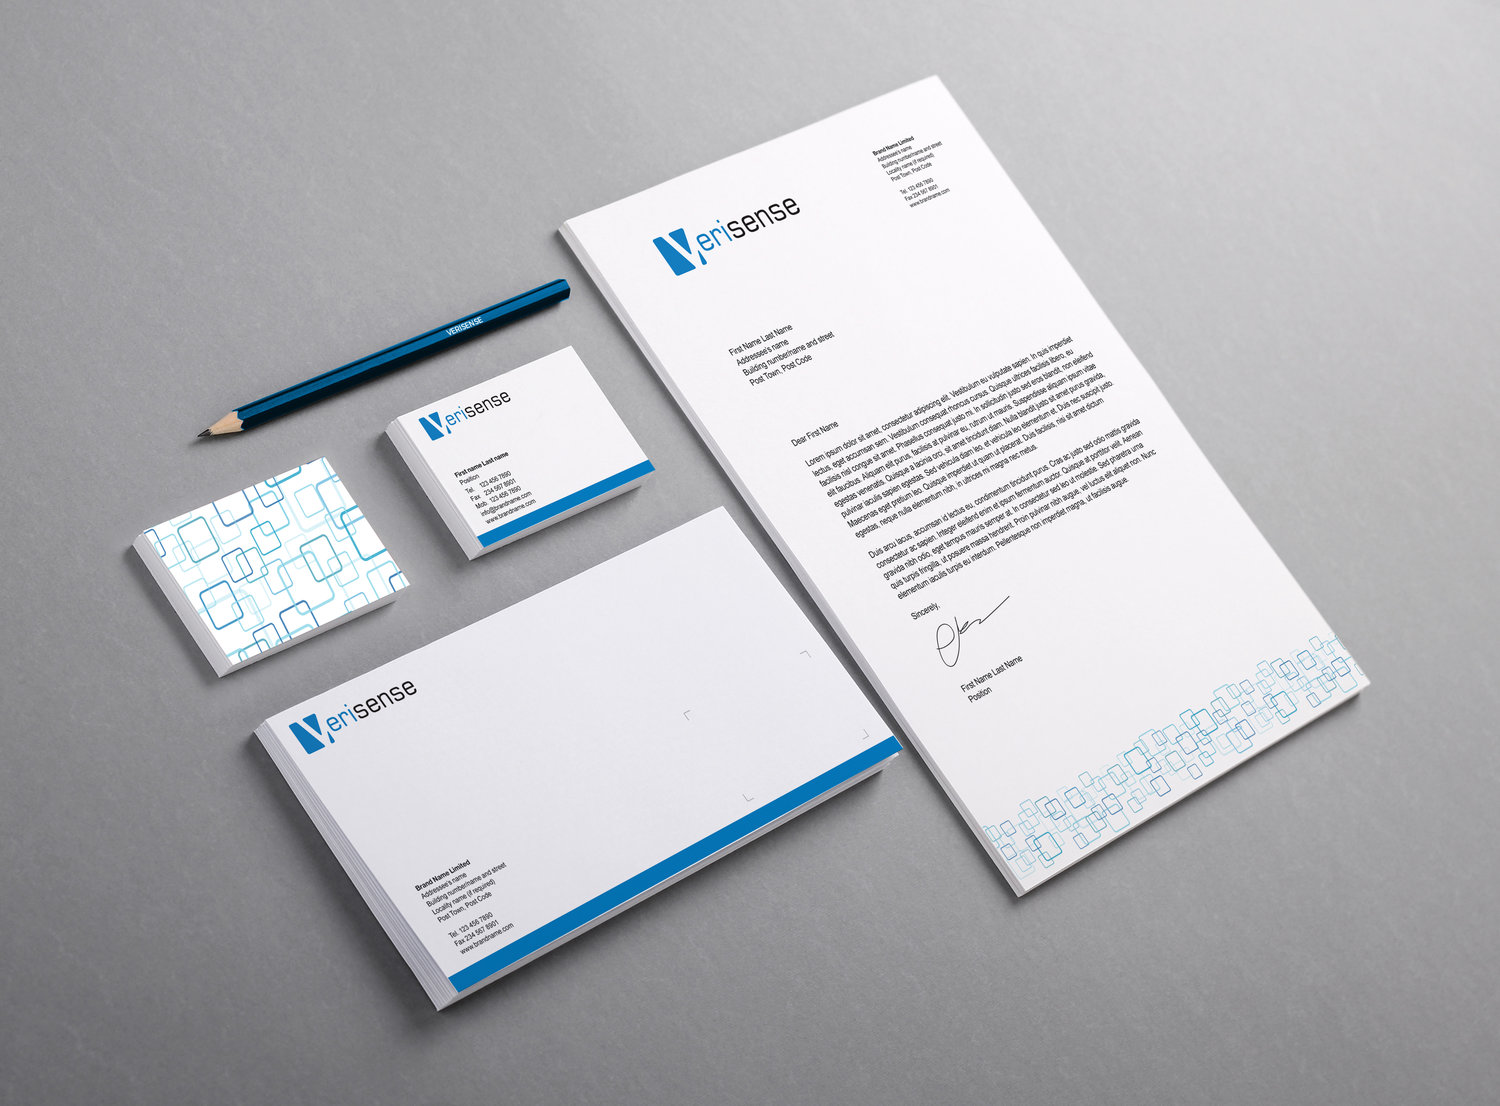 VERISENSE
Verisense
First name Last name
Position
Tel. 123 456 7890
Fax 234 567 8901
Mob. 123 456 7890
info@brandname.com
www.brandname.com
Verisense
Brand Name Limited
Addressee's name
Building number/name and street
Locality name (if required)
Post Town, Post Code
Tel. 123 456 7890
Fax 234 567 8901
www.brandname.com
Verisense
Brand Name Limited
Addressee's name
Building number/name and street
Locality name (if required)
Post Town, Post Code
Tel. 123 456 7890
Fax 234 567 8901
www.brandname.com
First Name Last Name
Addressee's name
Building number/name and street
Post Town, Post Code
Dear First Name
Lorem ipsum dolor sit amet, consectetur adipiscing elit. Vestibulum eu vulputate sapien. In quis imperdiet
lectus, eget accumsan sem. Vestibulum consequat rhoncus cursus. Quisque ultrices facilisis libero, eu
facilisis nisl congue sit amet. Phasellus consequat justo mi. In sollicitudin justo sed eros blandit, non eleifend
elit faucibus. Aliquam elit purus, facilisis at pulvinar eu, rutrum ut mauris. Suspendisse aliquam ipsum vitae
egestas venenatis. Quisque a lacinia orci, sit amet tincidunt diam. Nulla blandit justo sit amet purus gravida,
pulvinar iaculis sapien egestas. Sed vehicula diam leo, et vehicula leo elementum et. Duis nec suscipit justo.
Maecenas eget pretium leo. Quisque imperdiet ut quam ut placerat. Duis facilisis, nisi sit amet dictum
egestas, neque nulla elementum nibh, in ultrices mi magna nec metus.
Duis arcu lacus, accumsan id lectus eu, condimentum tincidunt purus. Cras ac justo sed odio mattis gravida
consectetur ac sapien. Integer eleifend enim et ipsum fermentum auctor. Quisque at porttitor velit. Aenean
gravida nibh odio, eget tempus mauris semper at. In consectetur sed leo ut molestie. Sed pharetra urna
quis turpis fringilla, ut posuere massa hendrerit. Proin pulvinar nibh augue, vel luctus elit aliquet non. Nunc
elementum iaculis turpis eu interdum. Pellentesque non imperdiet magna, ut facilisis augue.
Sincerely,
First Name Last Name
Position